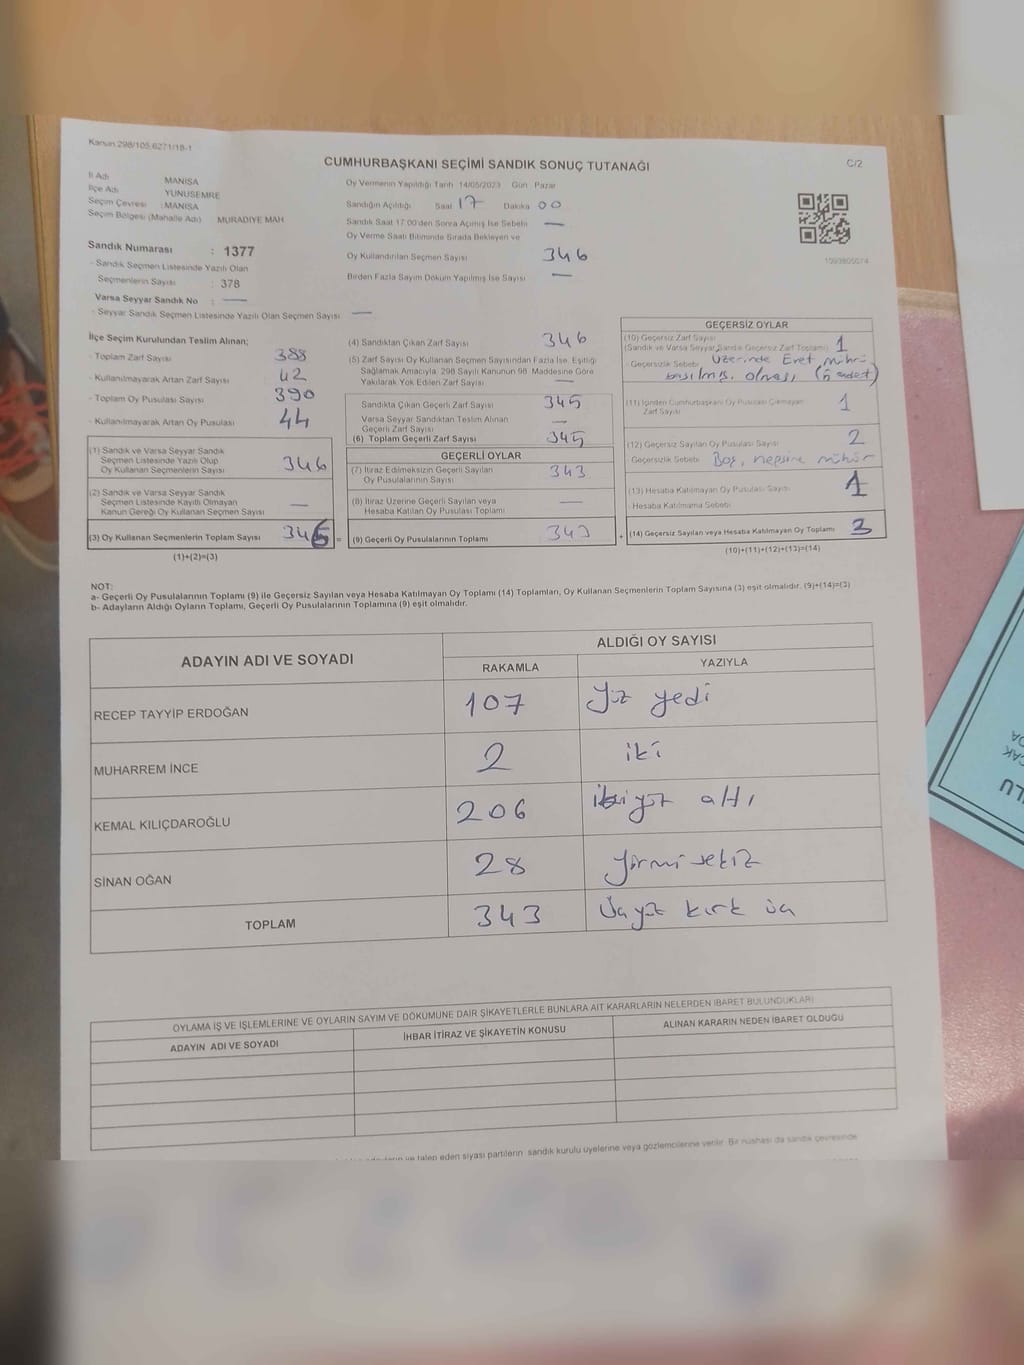 Kanun 298/105,6271/18-1
CUMHURBAŞKANI SEÇİMİ SANDIK SONUÇ TUTANAĞI
C/2
İl Adı MANİSA
İlçe Adı YUNUSEMRE
Seçim Çevresi : MANİSA
Seçim Bölgesi (Mahalle Adı) MURADİYE MAH
Sandık Numarası : 1377
- Sandık Seçmen Listesinde Yazılı Olan
Seçmenlerin Sayısı : 378
Varsa Seyyar Sandık No : —
- Seyyar Sandık Seçmen Listesinde Yazılı Olan Seçmen Sayısı —
Oy Vermenin Yapıldığı Tarih 14/05/2023 Gün Pazar
Sandığın Açıldığı Saat 17 Dakika 00
Sandık Saat 17:00'den Sonra Açılmış İse Sebebi —
Oy Verme Saati Bitiminde Sırada Bekleyen ve
Oy Kullandırılan Seçmen Sayısı 346
Birden Fazla Sayım Döküm Yapılmış İse Sayısı —
İlçe Seçim Kurulundan Teslim Alınan;
- Toplam Zarf Sayısı 388
- Kullanılmayarak Artan Zarf Sayısı 42
- Toplam Oy Pusulası Sayısı 390
- Kullanılmayarak Artan Oy Pusulası 44
(1) Sandık ve Varsa Seyyar Sandık
Seçmen Listesinde Yazılı Olup
Oy Kullanan Seçmenlerin Sayısı 346
(2) Sandık ve Varsa Seyyar Sandık
Seçmen Listesinde Kayıtlı Olmayan
Kanun Gereği Oy Kullanan Seçmen Sayısı —
(3) Oy Kullanan Seçmenlerin Toplam Sayısı 346 =
(1)+(2)=(3)
(4) Sandıktan Çıkan Zarf Sayısı 346
(5) Zarf Sayısı Oy Kullanan Seçmen Sayısından Fazla İse, Eşitliği
Sağlamak Amacıyla, 298 Sayılı Kanunun 98. Maddesine Göre
Yakılarak Yok Edilen Zarf Sayısı —
Sandıkta Çıkan Geçerli Zarf Sayısı 345
Varsa Seyyar Sandıktan Teslim Alınan
Geçerli Zarf Sayısı —
(6) Toplam Geçerli Zarf Sayısı 345
GEÇERLİ OYLAR
(7) İtiraz Edilmeksizin Geçerli Sayılan
Oy Pusulalarının Sayısı 343
(8) İtiraz Üzerine Geçerli Sayılan veya
Hesaba Katılan Oy Pusulası Toplamı —
(9) Geçerli Oy Pusulalarının Toplamı 343 +
GEÇERSİZ OYLAR
(10) Geçersiz Zarf Sayısı
(Sandık ve Varsa Seyyar Sandık Geçersiz Zarf Toplamı) 1
- Geçersizlik Sebebi Üzerinde Evet mührü
basılmış olması
(11) İçinden Cumhurbaşkanı Oy Pusulası Çıkmayan
Zarf Sayısı 1
(12) Geçersiz Sayılan Oy Pusulası Sayısı 2
- Geçersizlik Sebebi Boş, hepsine mühür
(13) Hesaba Katılmayan Oy Pusula Sayısı 1
- Hesaba Katılmama Sebebi
(14) Geçersiz Sayılan veya Hesaba Katılmayan Oy Toplamı 3
(10)+(11)+(12)+(13)=(14)
NOT:
a- Geçerli Oy Pusulalarının Toplamı (9) ile Geçersiz Sayılan veya Hesaba Katılmayan Oy Toplamı (14) Toplamları, Oy Kullanan Seçmenlerin Toplam Sayısına (3) eşit olmalıdır. (9)+(14)=(3)
b- Adayların Aldığı Oyların Toplamı, Geçerli Oy Pusulalarının Toplamına (9) eşit olmalıdır.
ADAYIN ADI VE SOYADI
ALDIĞI OY SAYISI
RAKAMLA YAZIYLA
RECEP TAYYİP ERDOĞAN 107 yüz yedi
MUHARREM İNCE 2 iki
KEMAL KILIÇDAROĞLU 206 ikiyüz altı
SİNAN OĞAN 28 yirmi sekiz
TOPLAM 343 Üçyüz kırk üç
OYLAMA İŞ VE İŞLEMLERİNE VE OYLARIN SAYIM VE DÖKÜMÜNE DAİR ŞİKAYETLERLE BUNLARA AİT KARARLARIN NELERDEN İBARET BULUNDUKLARI
ADAYIN ADI VE SOYADI İHBAR İTİRAZ VE ŞİKAYETİN KONUSU ALINAN KARARIN NEDEN İBARET OLDUĞU
ve talep eden siyasi partilerin sandık kurulu üyelerine veya gözlemcilerine verilir. Bir nüshası da sandık çevresinde